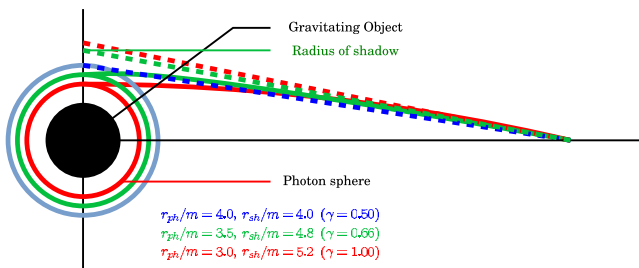 Gravitating Object
Radius of shadow
Photon sphere
r_ph/m = 4.0, r_sh/m = 4.0 (γ = 0.50)
r_ph/m = 3.5, r_sh/m = 4.8 (γ = 0.66)
r_ph/m = 3.0, r_sh/m = 5.2 (γ = 1.00)